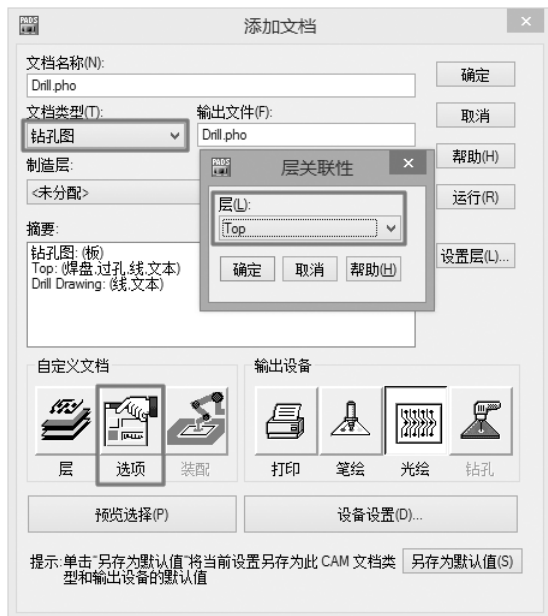 PADS
添加文档
文档名称(N):
Drill.pho
确定
文档类型(T):
输出文件(F):
取消
钻孔图
Drill.pho
制造层:
帮助(H)
<未分配>
运行(R)
PADS
层关联性
层(L):
Top
确定
取消
帮助(H)
摘要:
钻孔图: (板)
Top: (焊盘,过孔,线,文本)
Drill Drawing: (线,文本)
设置层(L)...
自定义文档
输出设备
层
选项
装配
打印
笔绘
光绘
钻孔
预览选择(P)
设备设置(D)...
提示:单击“另存为默认值”将当前设置另存为此 CAM 文档类
型和输出设备的默认值
另存为默认值(S)